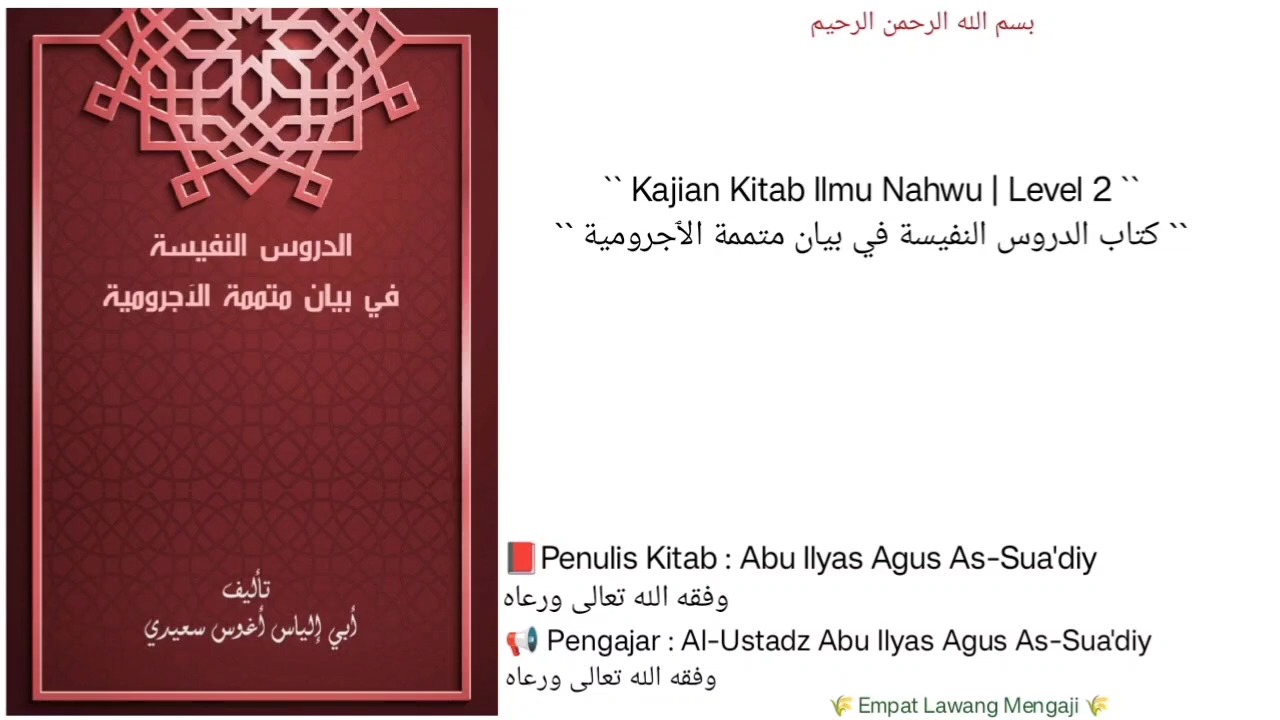 الدروس النفيسة
في بيان متممة الآجرومية
تأليف
أبي إلياس أغوس سعيدي
بسم الله الرحمن الرحيم
`` Kajian Kitab Ilmu Nahwu | Level 2 ``
`` كتاب الدروس النفيسة في بيان متممة الآجرومية ``
📕Penulis Kitab : Abu Ilyas Agus As-Sua'diy
وفقه الله تعالى ورعاه
📢 Pengajar : Al-Ustadz Abu Ilyas Agus As-Sua'diy
وفقه الله تعالى ورعاه
🌾 Empat Lawang Mengaji 🌾